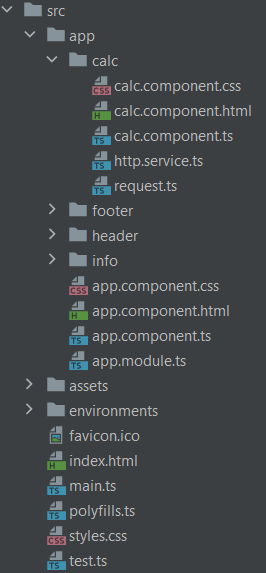 src
app
calc
calc.component.css
calc.component.html
calc.component.ts
http.service.ts
request.ts
footer
header
info
app.component.css
app.component.html
app.component.ts
app.module.ts
assets
environments
favicon.ico
index.html
main.ts
polyfills.ts
styles.css
test.ts